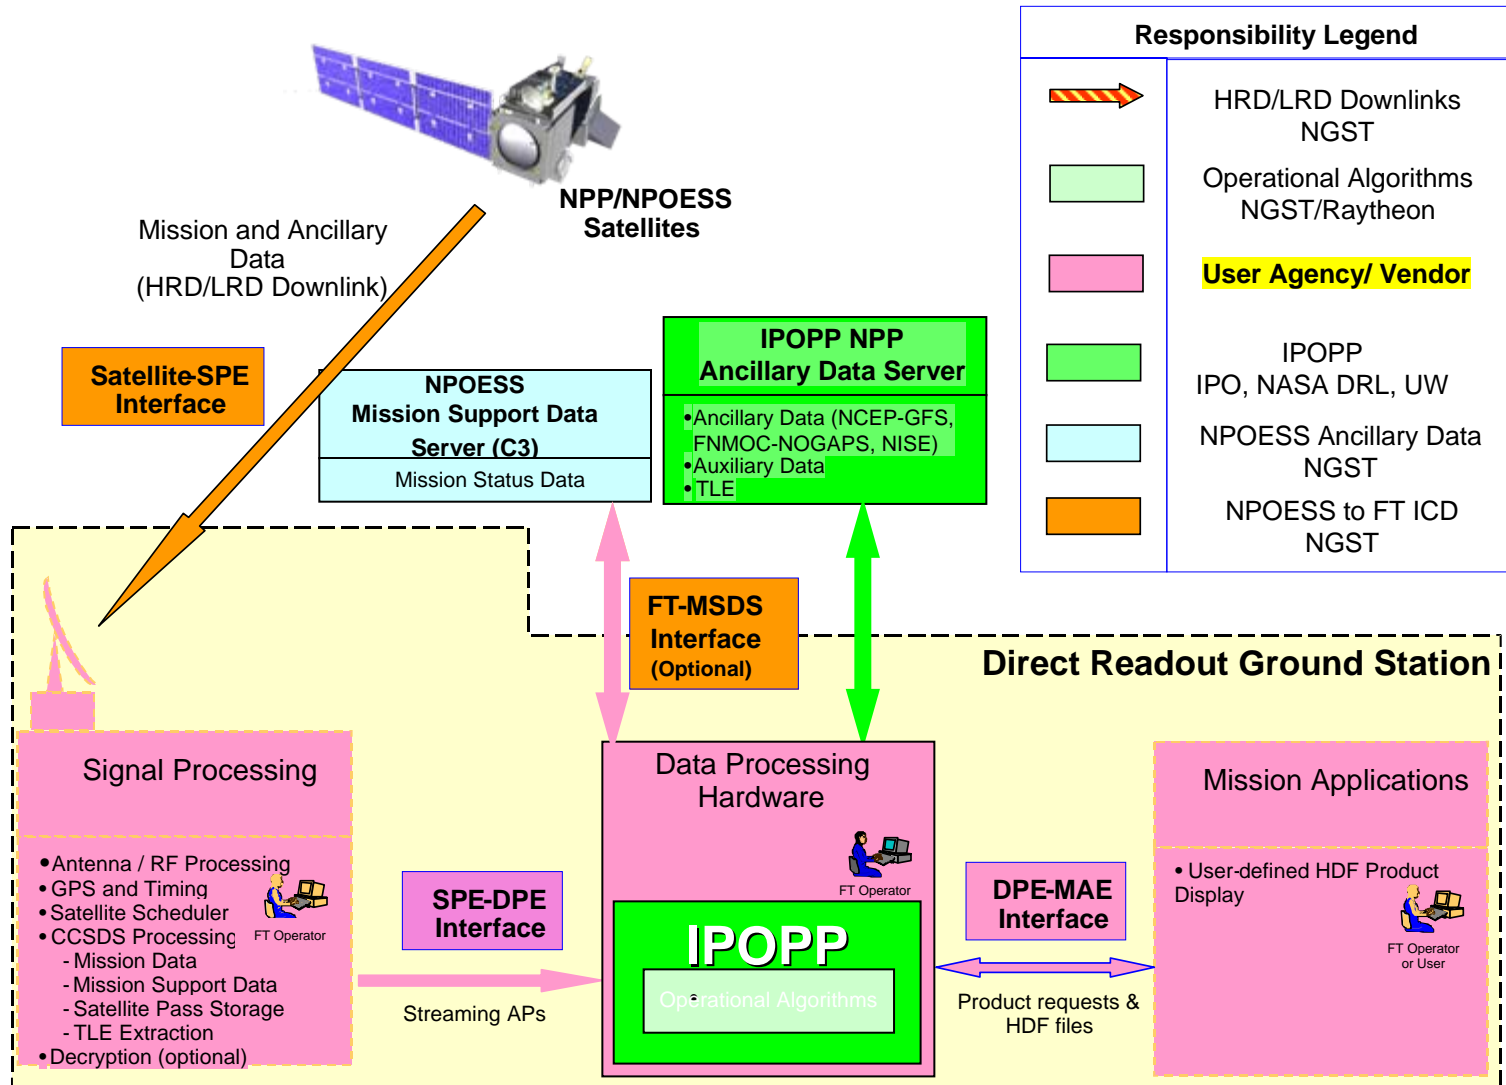 Responsibility Legend
HRD/LRD Downlinks
NGST
Operational Algorithms
NGST/Raytheon
User Agency/ Vendor
IPOPP
IPO, NASA DRL, UW
NPOESS Ancillary Data
NGST
NPOESS to FT ICD
NGST
NPP/NPOESS
Satellites
Mission and Ancillary
Data
(HRD/LRD Downlink)
Satellite-SPE
Interface
NPOESS
Mission Support Data
Server (C3)
Mission Status Data
IPOPP NPP
Ancillary Data Server
•Ancillary Data (NCEP-GFS,
FNMOC-NOGAPS, NISE)
•Auxiliary Data
•TLE
FT-MSDS
Interface
(Optional)
Direct Readout Ground Station
Signal Processing
•Antenna / RF Processing
•GPS and Timing
•Satellite Scheduler
•CCSDS Processing
- Mission Data
- Mission Support Data
- Satellite Pass Storage
- TLE Extraction
•Decryption (optional)
FT Operator
SPE-DPE
Interface
Streaming APs
Data Processing
Hardware
FT Operator
IPOPP
•Operational Algorithms
DPE-MAE
Interface
Product requests &
HDF files
Mission Applications
• User-defined HDF Product
Display
FT Operator
or User